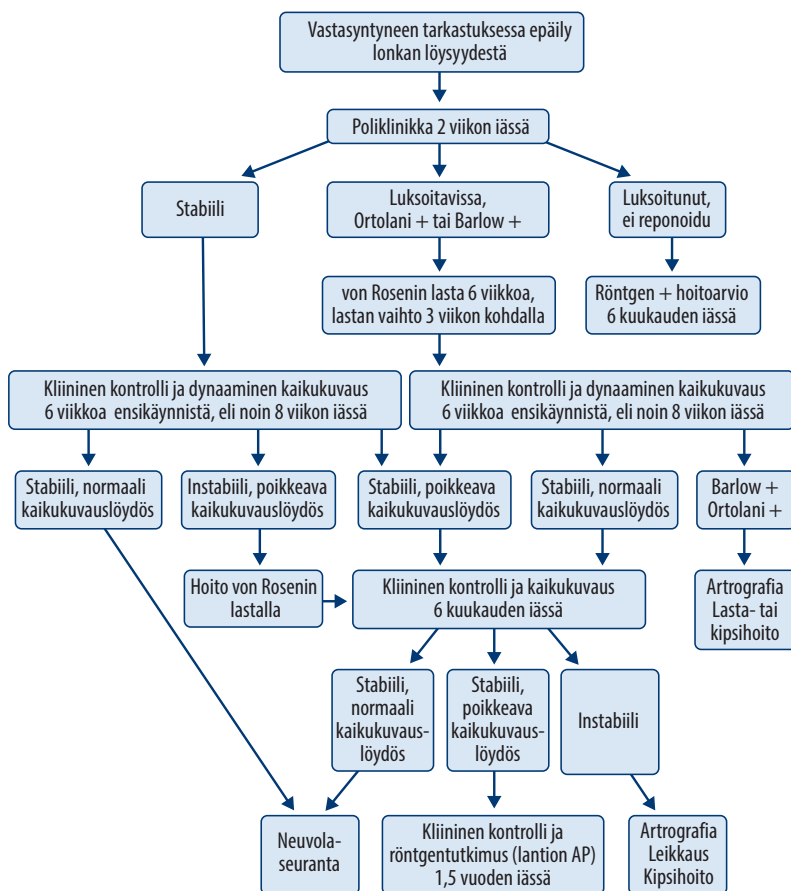 Vastasyntyneen tarkastuksessa epäily
lonkan löysyydestä
Poliklinikka 2 viikon iässä
Stabiili
Luksoitavissa,
Ortolani + tai Barlow +
Luksoitunut,
ei reponoidu
von Rosenin lasta 6 viikkoa,
lastan vaihto 3 viikon kohdalla
Röntgen + hoitoarvio
6 kuukauden iässä
Kliininen kontrolli ja dynaaminen kaikukuvaus
6 viikkoa ensikäynnistä, eli noin 8 viikon iässä
Kliininen kontrolli ja dynaaminen kaikukuvaus
6 viikkoa ensikäynnistä, eli noin 8 viikon iässä
Stabiili, normaali
kaikukuvauslöydös
Instabiili, poikkeava
kaikukuvauslöydös
Stabiili, poikkeava
kaikukuvauslöydös
Stabiili, normaali
kaikukuvauslöydös
Barlow +
Ortolani +
Hoito von Rosenin
lastalla
Kliininen kontrolli ja kaikukuvaus
6 kuukauden iässä
Artrografia
Lasta- tai
kipsihoito
Stabiili,
normaali
kaikukuvaus-
löydös
Stabiili,
poikkeava
kaikukuvaus-
löydös
Instabiili
Neuvola-
seuranta
Kliininen kontrolli ja
röntgentutkimus (lantion AP)
1,5 vuoden iässä
Artrografia
Leikkaus
Kipsihoito